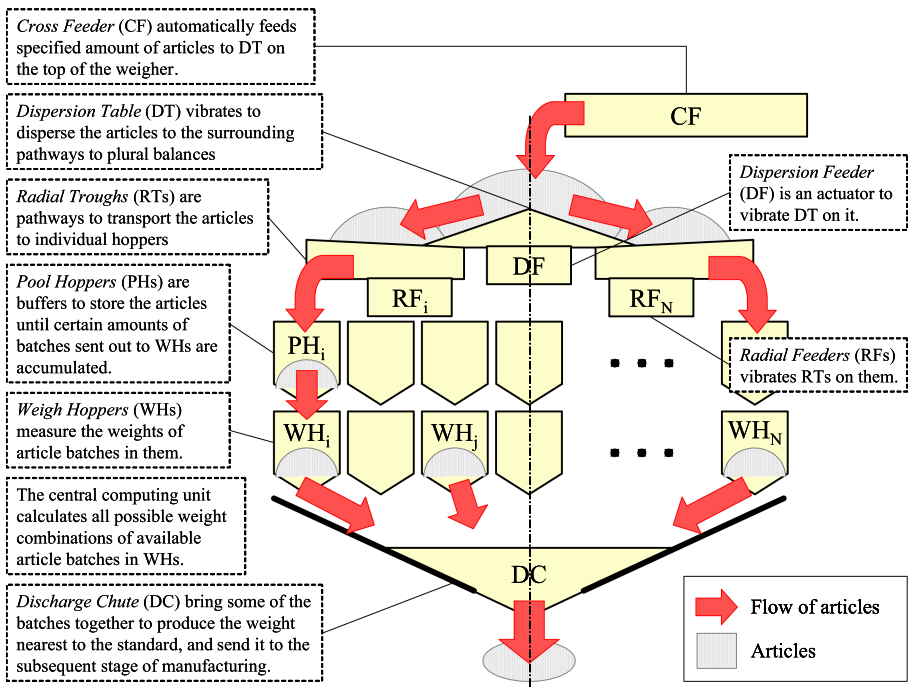 Cross Feeder (CF) automatically feeds
specified amount of articles to DT on
the top of the weigher.
Dispersion Table (DT) vibrates to
disperse the articles to the surrounding
pathways to plural balances
Radial Troughs (RTs) are
pathways to transport the articles
to individual hoppers
Pool Hoppers (PHs) are
buffers to store the articles
until certain amounts of
batches sent out to WHs are
accumulated.
Weigh Hoppers (WHs)
measure the weights of
article batches in them.
The central computing unit
calculates all possible weight
combinations of available
article batches in WHs.
Discharge Chute (DC) bring some of the
batches together to produce the weight
nearest to the standard, and send it to the
subsequent stage of manufacturing.
CF
Dispersion Feeder
(DF) is an actuator to
vibrate DT on it.
DF
RFi
RFN
PHi
Radial Feeders (RFs)
vibrates RTs on them.
WHi
WHj
WHN
DC
Flow of articles
Articles